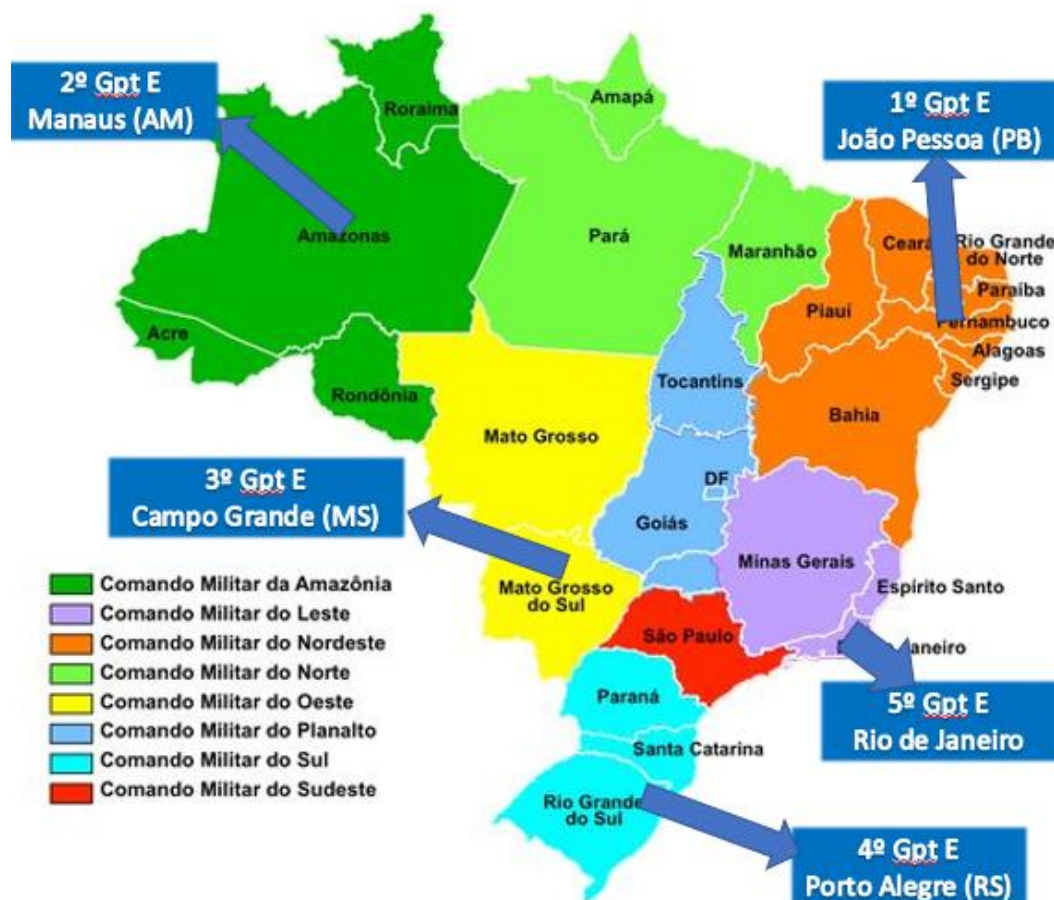 2º Gpt E
Manaus (AM)
Roraima
Amapá
1º Gpt E
João Pessoa (PB)
Amazonas
Pará
Maranhão
Ceará
Rio Grande
do Norte
Piauí
Paraíba
Pernambuco
Alagoas
Sergipe
Acre
Rondônia
Tocantins
Bahia
Mato Grosso
DF
3º Gpt E
Campo Grande (MS)
Goiás
Minas Gerais
Espírito Santo
Mato Grosso
do Sul
São Paulo
Paraná
Santa Catarina
Rio Grande
do Sul
Comando Militar da Amazônia
Comando Militar do Leste
Comando Militar do Nordeste
Comando Militar do Norte
Comando Militar do Oeste
Comando Militar do Planalto
Comando Militar do Sul
Comando Militar do Sudeste
5º Gpt E
Rio de Janeiro
4º Gpt E
Porto Alegre (RS)